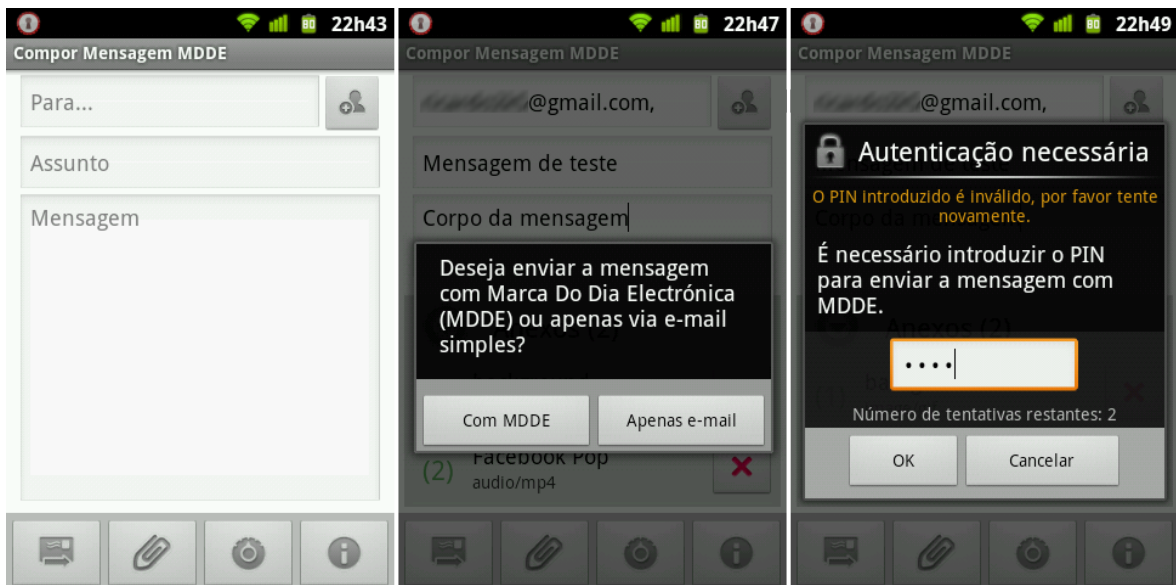 22h43
Compor Mensagem MDDE
Para...
Assunto
Mensagem
22h47
Compor Mensagem MDDE
@gmail.com,
Mensagem de teste
Corpo da mensagem
Deseja enviar a mensagem
com Marca Do Dia Electrónica
(MDDE) ou apenas via e-mail
simples?
Com MDDE
Apenas e-mail
(2)
Facebook Pop
audio/mp4
22h49
Compor Mensagem MDDE
@gmail.com,
Autenticação necessária
O PIN introduzido é inválido, por favor tente
novamente.
É necessário introduzir o PIN
para enviar a mensagem com
MDDE.
Anexos (2)
Número de tentativas restantes: 2
OK
Cancelar